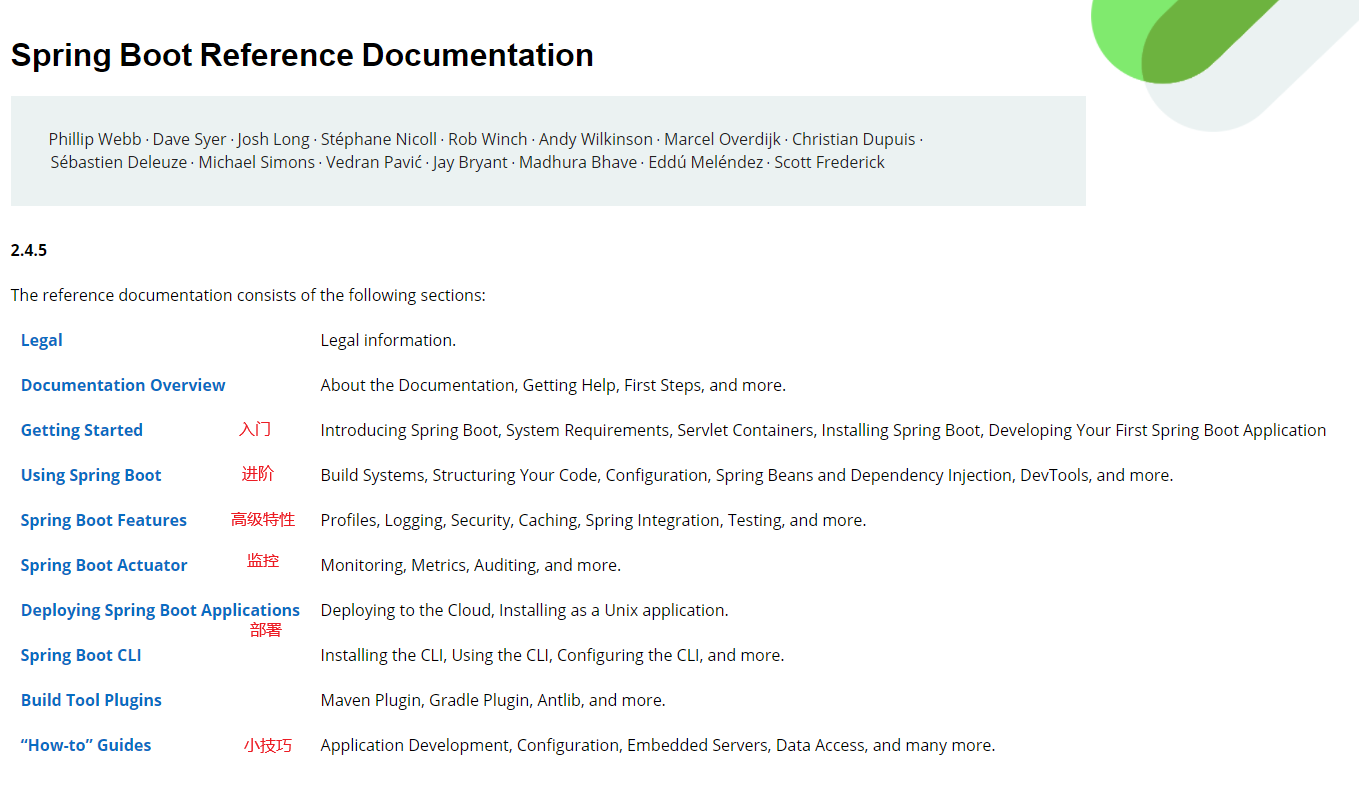 Spring Boot Reference Documentation
Phillip Webb · Dave Syer · Josh Long · Stéphane Nicoll · Rob Winch · Andy Wilkinson · Marcel Overdijk · Christian Dupuis ·
Sébastien Deleuze · Michael Simons · Vedran Pavić · Jay Bryant · Madhura Bhave · Eddú Meléndez · Scott Frederick
2.4.5
The reference documentation consists of the following sections:
Legal Legal information.
Documentation Overview About the Documentation, Getting Help, First Steps, and more.
Getting Started 入门 Introducing Spring Boot, System Requirements, Servlet Containers, Installing Spring Boot, Developing Your First Spring Boot Application
Using Spring Boot 进阶 Build Systems, Structuring Your Code, Configuration, Spring Beans and Dependency Injection, DevTools, and more.
Spring Boot Features 高级特性 Profiles, Logging, Security, Caching, Spring Integration, Testing, and more.
Spring Boot Actuator 监控 Monitoring, Metrics, Auditing, and more.
Deploying Spring Boot Applications Deploying to the Cloud, Installing as a Unix application.
部署
Spring Boot CLI Installing the CLI, Using the CLI, Configuring the CLI, and more.
Build Tool Plugins Maven Plugin, Gradle Plugin, Antlib, and more.
“How-to” Guides 小技巧 Application Development, Configuration, Embedded Servers, Data Access, and many more.